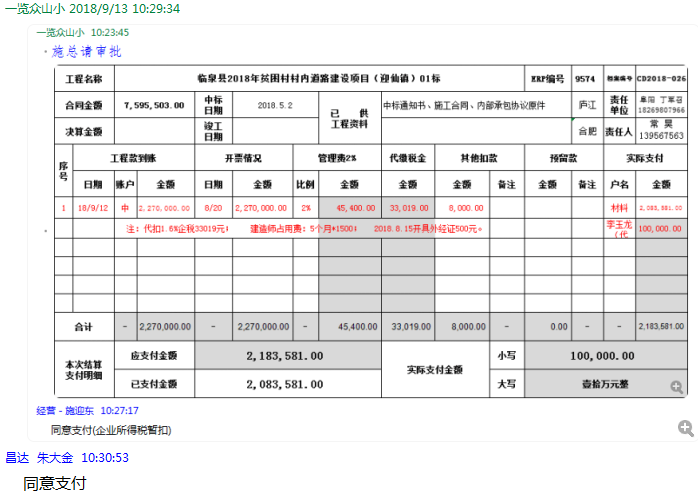 一览众山小 2018/9/13 10:29:34
一览众山小 10:23:45
·施总请审批
工程名称 临泉县2018年贫困村村内道路建设项目（迎仙镇）01标 ERP编号 9574 档案编号 CD2018-026
合同金额 7,595,503.00 中标日期 2018.5.2 已 供工程资料 中标通知书、施工合同、内部承包协议原件 庐江 责任单位 阜阳 丁军召 18269807966
决算金额 竣工日期 合肥 责任人 常昊 139567563
序号 工程款到账 开票情况 管理费2% 代缴税金 其他扣款 预留款 实际支付
日期 账户 金额 日期 金额 比例 金额 金额 金额 备注 金额 备注 户名 金额
1 18/9/12 中 2,270,000.00 8/20 2,270,000.00 2% 45,400.00 33,019.00 8,000.00 材料 2,083,581.00
注：代扣1.6%企税33019元； 建造师占用费：5个月*1500； 2018.8.15开具外经证500元。 李玉龙（代 100,000.00
合计 - 2,270,000.00 - 2,270,000.00 - 45,400.00 33,019.00 8,000.00 - 0.00 - - 2,183,581.00
本次结算支付明细 应支付金额 2,183,581.00 实际支付金额 小写 100,000.00
已支付金额 2,083,581.00 大写 壹拾万元整
经营-施迎东 10:27:17
同意支付(企业所得税暂扣)
昌达 朱大金 10:30:53
同意支付